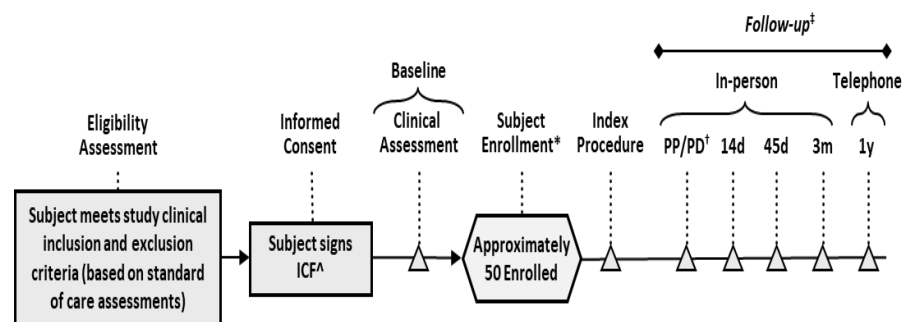 Follow-up‡
Baseline
In-person
Telephone
Eligibility
Assessment
Informed
Consent
Clinical
Assessment
Subject
Enrollment*
Index
Procedure
PP/PD†
14d
45d
3m
1y
Subject meets study clinical
inclusion and exclusion
criteria (based on standard
of care assessments)
Subject signs
ICF^
Approximately
50 Enrolled